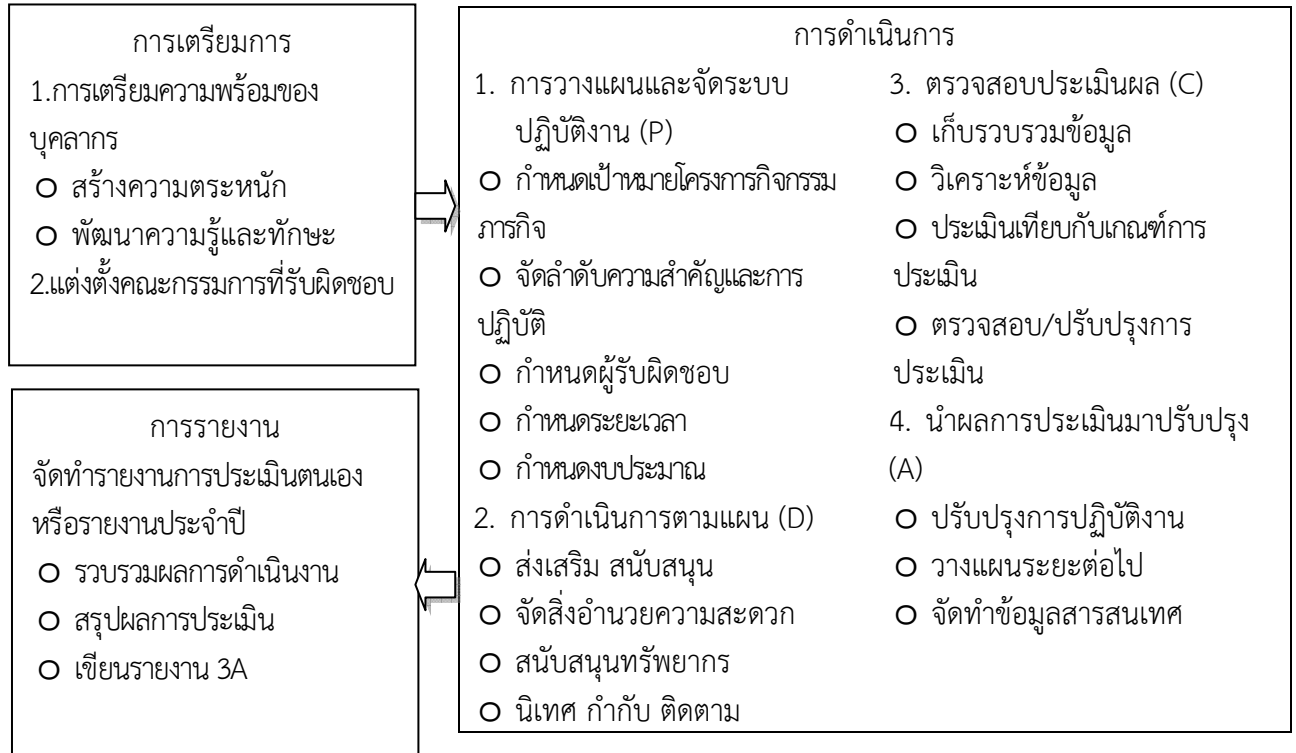 การเตรียมการ
1.การเตรียมความพร้อมของ
บุคลากร
O สร้างความตระหนัก
O พัฒนาความรู้และทักษะ
2.แต่งตั้งคณะกรรมการที่รับผิดชอบ
การดำเนินการ
1. การวางแผนและจัดระบบ
ปฏิบัติงาน (P)
O กำหนดเป้าหมายโครงการกิจกรรม
ภารกิจ
O จัดลำดับความสำคัญและการ
ปฏิบัติ
O กำหนดผู้รับผิดชอบ
O กำหนดระยะเวลา
O กำหนดงบประมาณ
2. การดำเนินการตามแผน (D)
O ส่งเสริม สนับสนุน
O จัดสิ่งอำนวยความสะดวก
O สนับสนุนทรัพยากร
O นิเทศ กำกับ ติดตาม
3. ตรวจสอบประเมินผล (C)
O เก็บรวบรวมข้อมูล
O วิเคราะห์ข้อมูล
O ประเมินเทียบกับเกณฑ์การ
ประเมิน
O ตรวจสอบ/ปรับปรุงการ
ประเมิน
4. นำผลการประเมินมาปรับปรุง
(A)
O ปรับปรุงการปฏิบัติงาน
O วางแผนระยะต่อไป
O จัดทำข้อมูลสารสนเทศ
การรายงาน
จัดทำรายงานการประเมินตนเอง
หรือรายงานประจำปี
O รวบรวมผลการดำเนินงาน
O สรุปผลการประเมิน
O เขียนรายงาน 3A